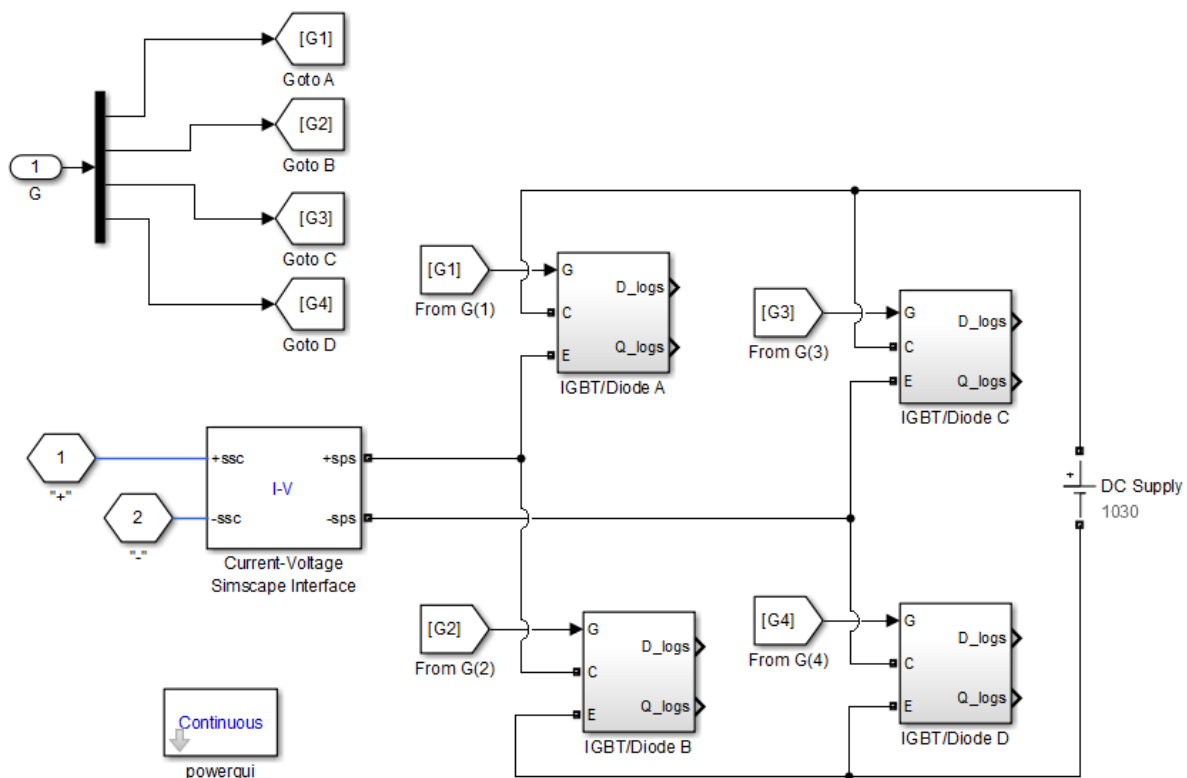 [G1]
Goto A
[G2]
Goto B
1
G
[G3]
Goto C
[G4]
Goto D
[G1]
From G(1)
G
C
E
D_logs
Q_logs
IGBT/Diode A
[G3]
From G(3)
G
C
E
D_logs
Q_logs
IGBT/Diode C
1
"+"
2
"-"
+ssc
-ssc
I-V
+sps
-sps
Current-Voltage
Simscape Interface
+
DC Supply
1030
[G2]
From G(2)
G
C
E
D_logs
Q_logs
IGBT/Diode B
[G4]
From G(4)
G
C
E
D_logs
Q_logs
IGBT/Diode D
Continuous
powergui